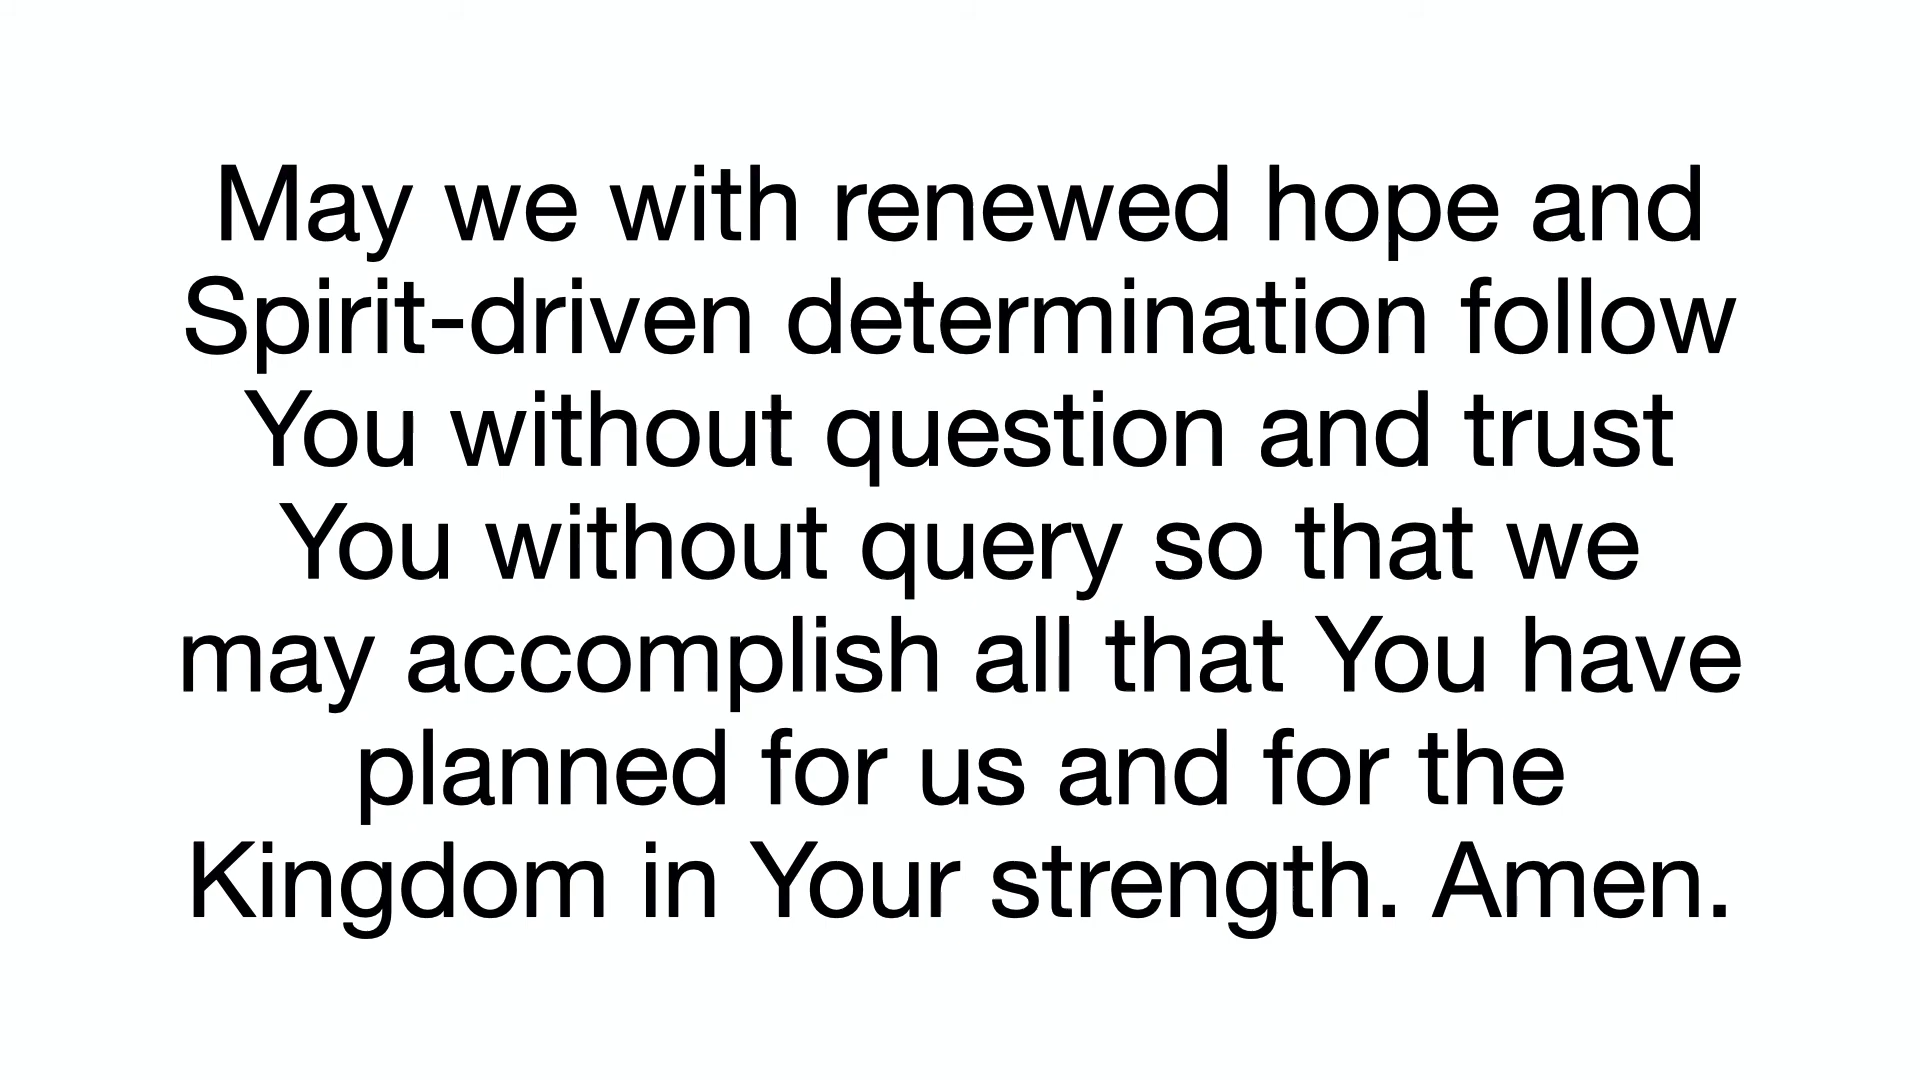 May we with renewed hope and
Spirit-driven determination follow
You without question and trust
You without query so that we
may accomplish all that You have
planned for us and for the
Kingdom in Your strength. Amen.